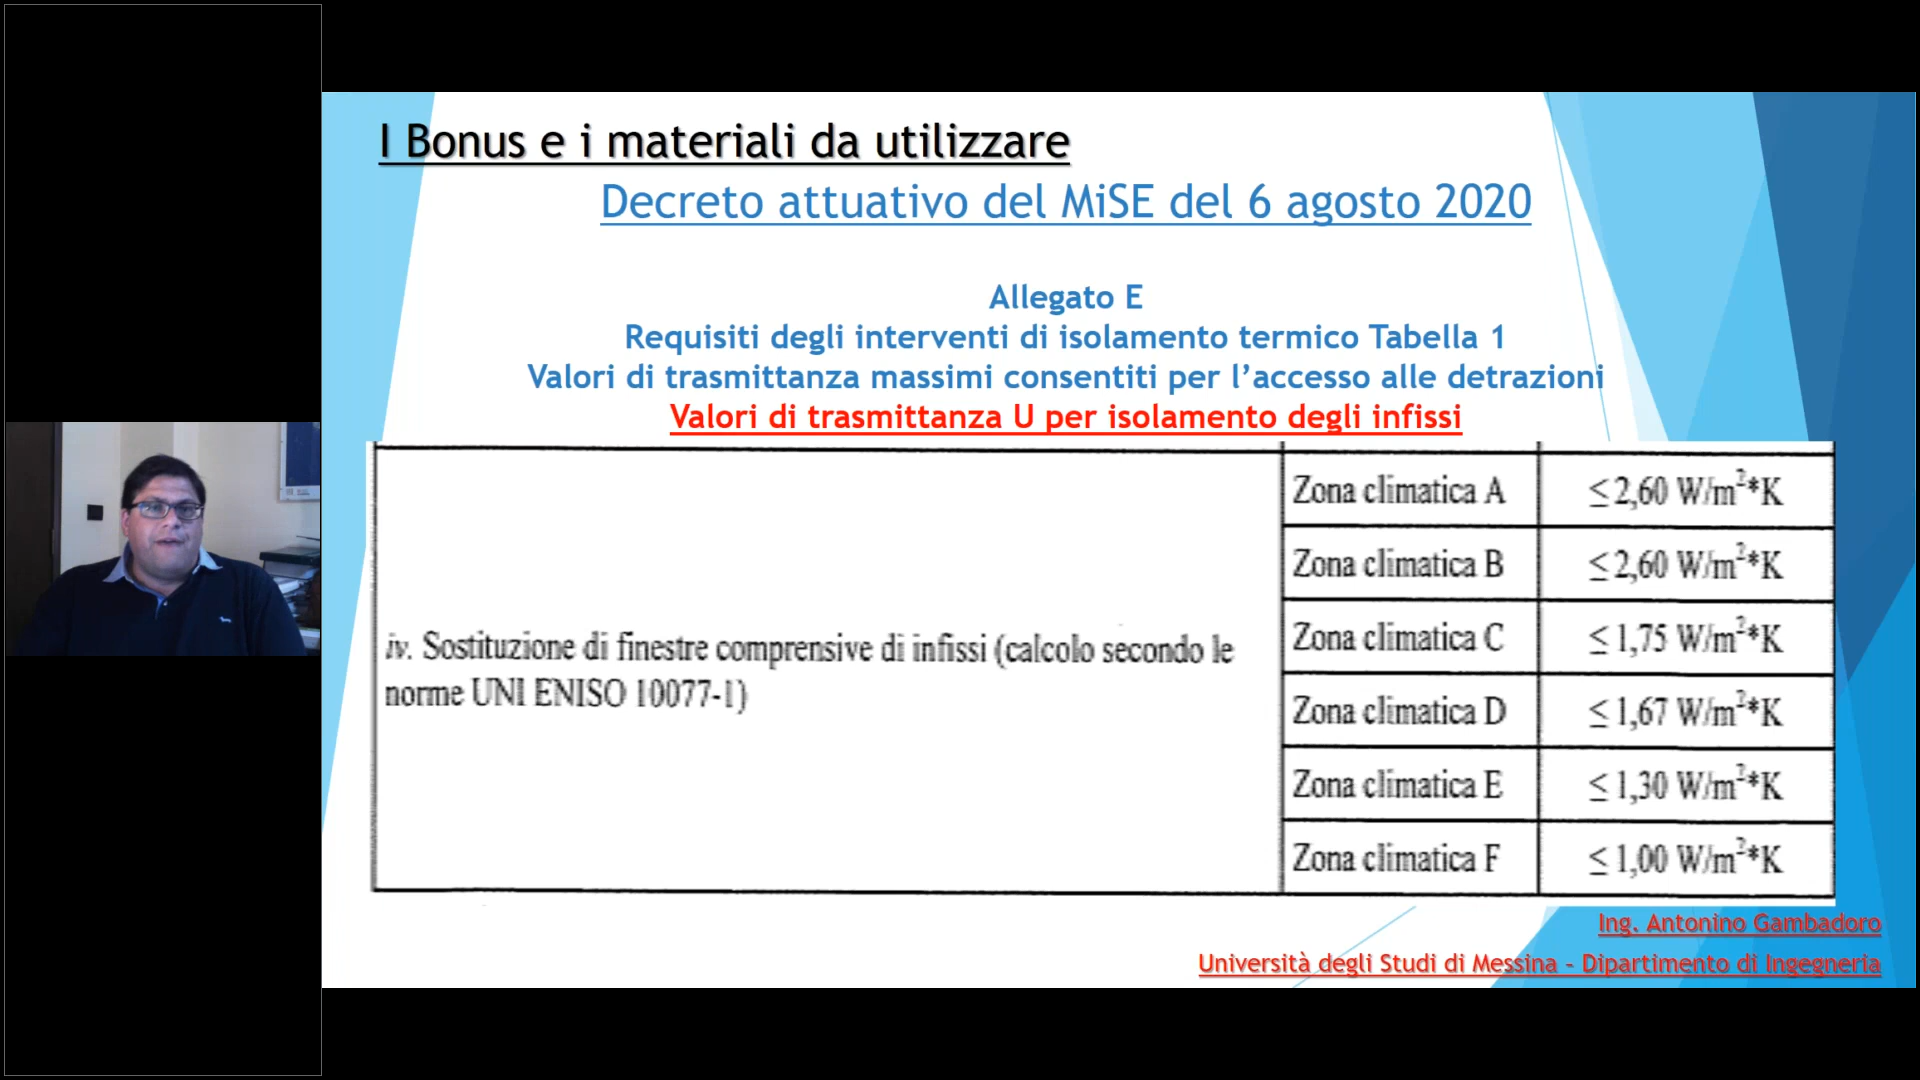 I Bonus e i materiali da utilizzare
Decreto attuativo del MiSE del 6 agosto 2020
Allegato E
Requisiti degli interventi di isolamento termico Tabella 1
Valori di trasmittanza massimi consentiti per l’accesso alle detrazioni
Valori di trasmittanza U per isolamento degli infissi
iv. Sostituzione di finestre comprensive di infissi (calcolo secondo le
norme UNI ENISO 10077-1)
Zona climatica A ≤ 2,60 W/m²*K
Zona climatica B ≤ 2,60 W/m²*K
Zona climatica C ≤ 1,75 W/m²*K
Zona climatica D ≤ 1,67 W/m²*K
Zona climatica E ≤ 1,30 W/m²*K
Zona climatica F ≤ 1,00 W/m²*K
Ing. Antonino Gambadoro
Università degli Studi di Messina – Dipartimento di Ingegneria